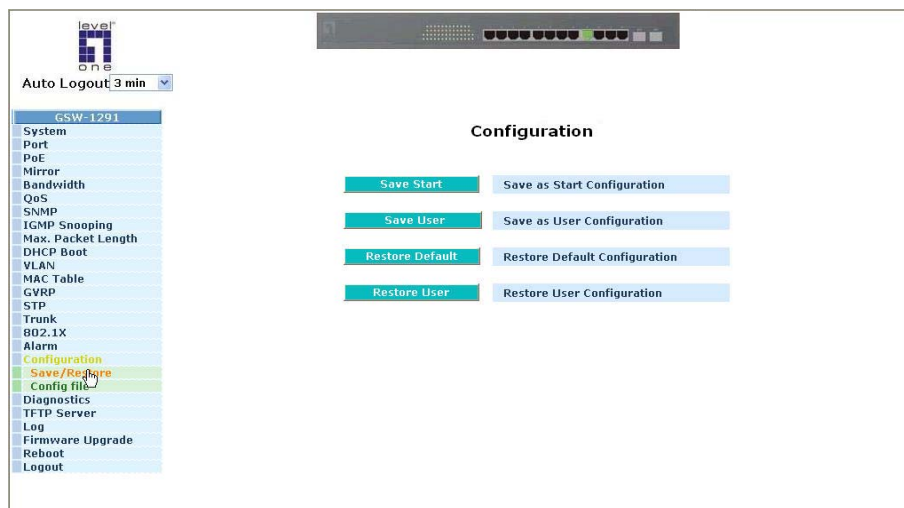 level
one
Auto Logout 3 min
GSW-1291
System
Port
PoE
Mirror
Bandwidth
QoS
SNMP
IGMP Snooping
Max. Packet Length
DHCP Boot
VLAN
MAC Table
GVRP
STP
Trunk
802.1X
Alarm
Configuration
Save/Restore
Config file
Diagnostics
TFTP Server
Log
Firmware Upgrade
Reboot
Logout
Configuration
Save Start Save as Start Configuration
Save User Save as User Configuration
Restore Default Restore Default Configuration
Restore User Restore User Configuration